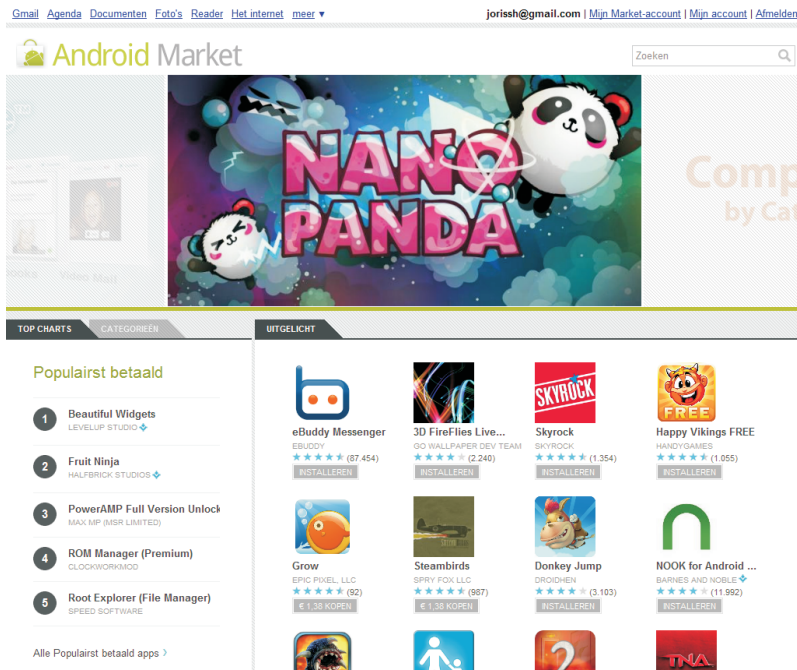 Gmail Agenda Documenten Foto's Reader Het internet meer ▼
jorissh@gmail.com | Mijn Market-account | Mijn account | Afmelden
Android Market
Zoeken
NANO
PANDA
Comp
by Cat
Video Mail
TOP CHARTS CATEGORIEËN
Populairst betaald
1 Beautiful Widgets
LEVELUP STUDIO
2 Fruit Ninja
HALFBRICK STUDIOS
3 PowerAMP Full Version Unlock
MAX MP (MSR LIMITED)
4 ROM Manager (Premium)
CLOCKWORKMOD
5 Root Explorer (File Manager)
SPEED SOFTWARE
Alle Populairst betaald apps ›
UITGELICHT
SKYROCK
FREE
eBuddy Messenger 3D FireFlies Live... Skyrock Happy Vikings FREE
EBUDDY GO WALLPAPER DEV TEAM SKYROCK HANDYGAMES
(87.454) (2.240) (1.354) (1.055)
INSTALLEREN INSTALLEREN INSTALLEREN INSTALLEREN
Grow Steambirds Donkey Jump NOOK for Android ...
EPIC PIXEL, LLC SPRY FOX LLC DROIDHEN BARNES AND NOBLE
(92) (987) (3.103) (11.992)
€ 1,38 KOPEN € 1,38 KOPEN INSTALLEREN INSTALLEREN
2
TNA